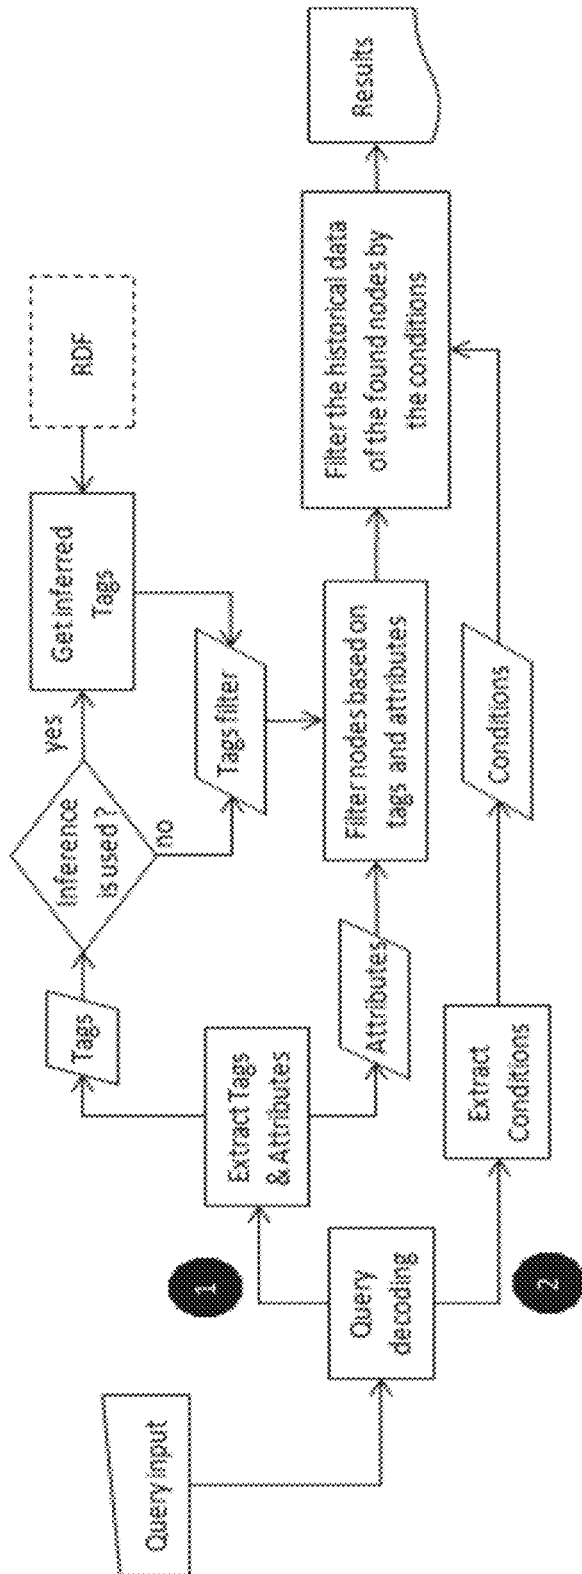 Query input
Query
decoding
1
2
Extract Tags
& Attributes
Extract
Conditions
Tags
Attributes
Conditions
Inference
is used ?
yes
no
Get inferred
Tags
RDF
Tags filter
Filter nodes based on
tags and attributes
Filter the historical data
of the found nodes by
the conditions
Results